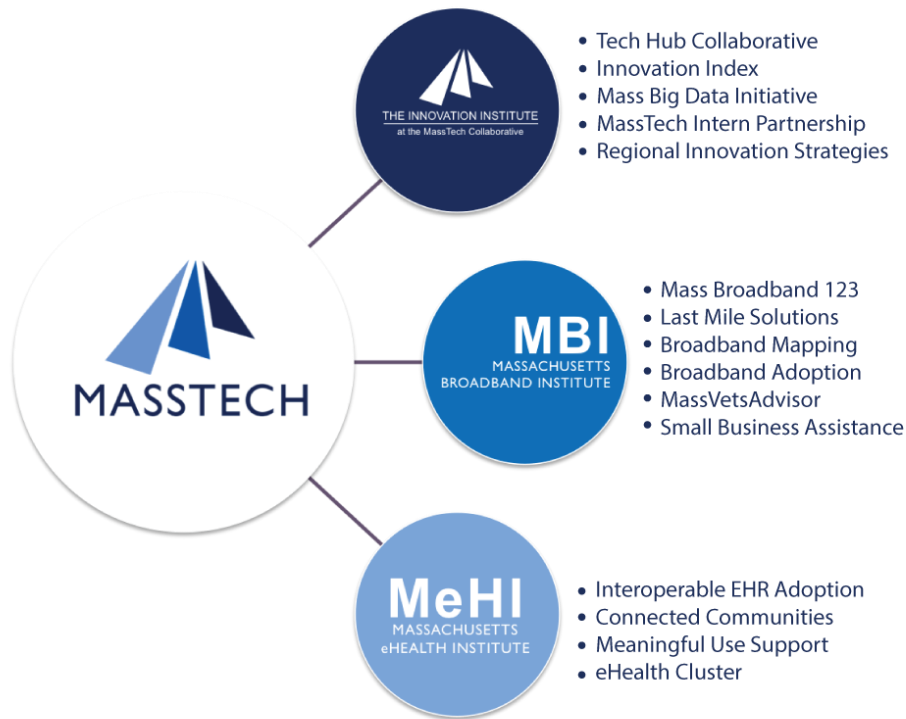 THE INNOVATION INSTITUTE
at the MassTech Collaborative
• Tech Hub Collaborative
• Innovation Index
• Mass Big Data Initiative
• MassTech Intern Partnership
• Regional Innovation Strategies
MASSTECH
MBI
MASSACHUSETTS
BROADBAND INSTITUTE
• Mass Broadband 123
• Last Mile Solutions
• Broadband Mapping
• Broadband Adoption
• MassVetsAdvisor
• Small Business Assistance
MeHI
MASSACHUSETTS
eHEALTH INSTITUTE
• Interoperable EHR Adoption
• Connected Communities
• Meaningful Use Support
• eHealth Cluster